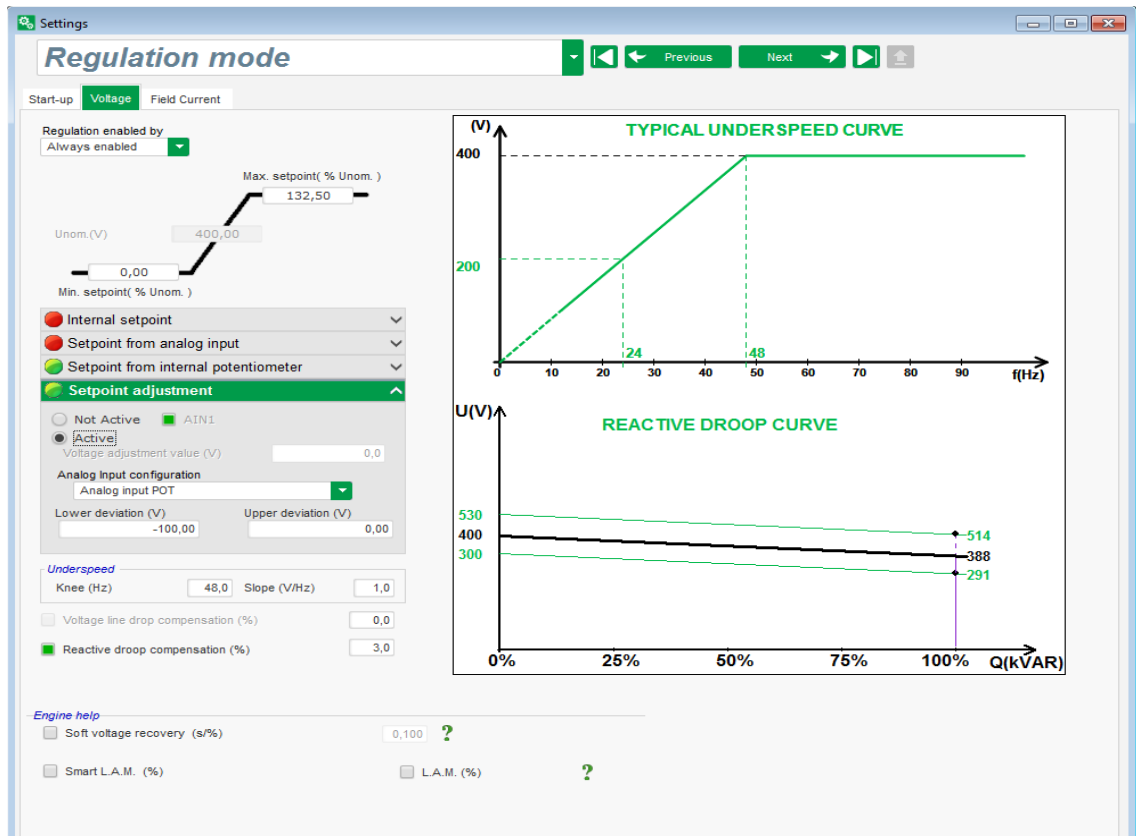 Settings
Regulation mode
Previous
Next
Start-up
Voltage
Field Current
Regulation enabled by
Always enabled
Max. setpoint( % Unom. )
132,50
Unom.(V)
400,00
0,00
Min. setpoint( % Unom. )
Internal setpoint
Setpoint from analog input
Setpoint from internal potentiometer
Setpoint adjustment
Not Active AIN1
Active
Voltage adjustment value (V) 0,0
Analog Input configuration
Analog input POT
Lower deviation (V) Upper deviation (V)
-100,00 0,00
Underspeed
Knee (Hz) 48,0 Slope (V/Hz) 1,0
Voltage line drop compensation (%) 0,0
Reactive droop compensation (%) 3,0
Engine help
Soft voltage recovery (s/%) 0,100 ?
Smart L.A.M. (%) L.A.M. (%) ?
(V)
TYPICAL UNDERSPEED CURVE
400
200
24 48
0 10 20 30 40 50 60 70 80 90 f(Hz)
U(V)
REACTIVE DROOP CURVE
530
514
400
388
300
291
0% 25% 50% 75% 100% Q(kVAR)